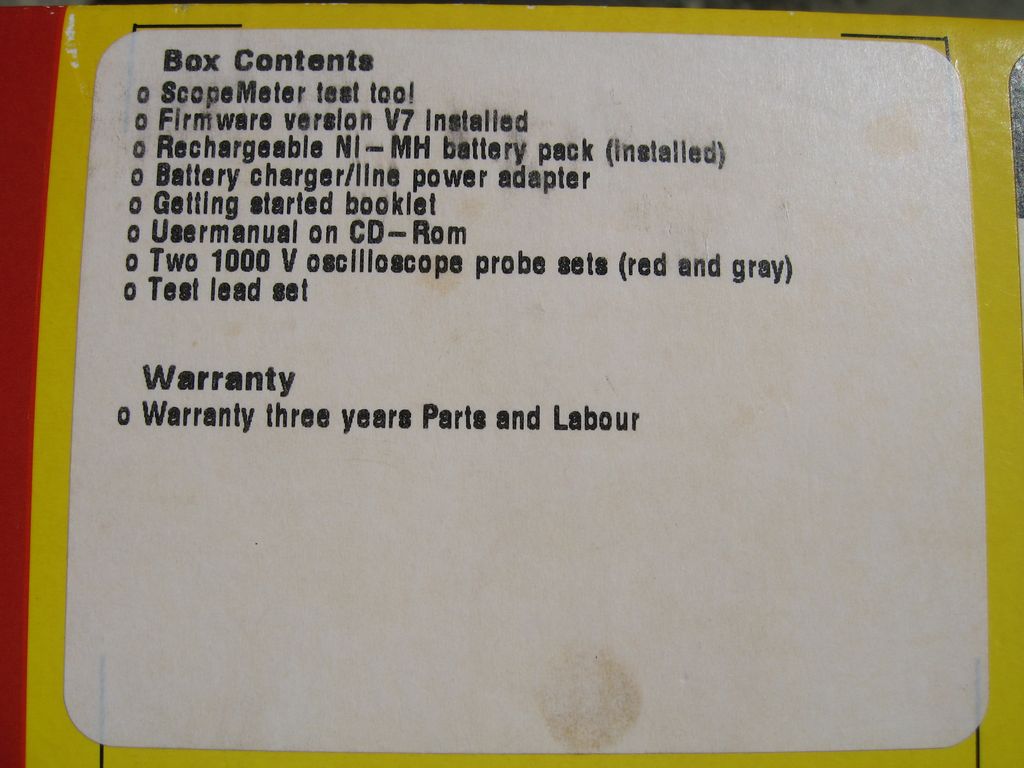 Box Contents
o ScopeMeter test tool
o Firmware version V7 installed
o Rechargeable Ni-MH battery pack (installed)
o Battery charger/line power adapter
o Getting started booklet
o Usermanual on CD-Rom
o Two 1000 V oscilloscope probe sets (red and gray)
o Test lead set
Warranty
o Warranty three years Parts and Labour